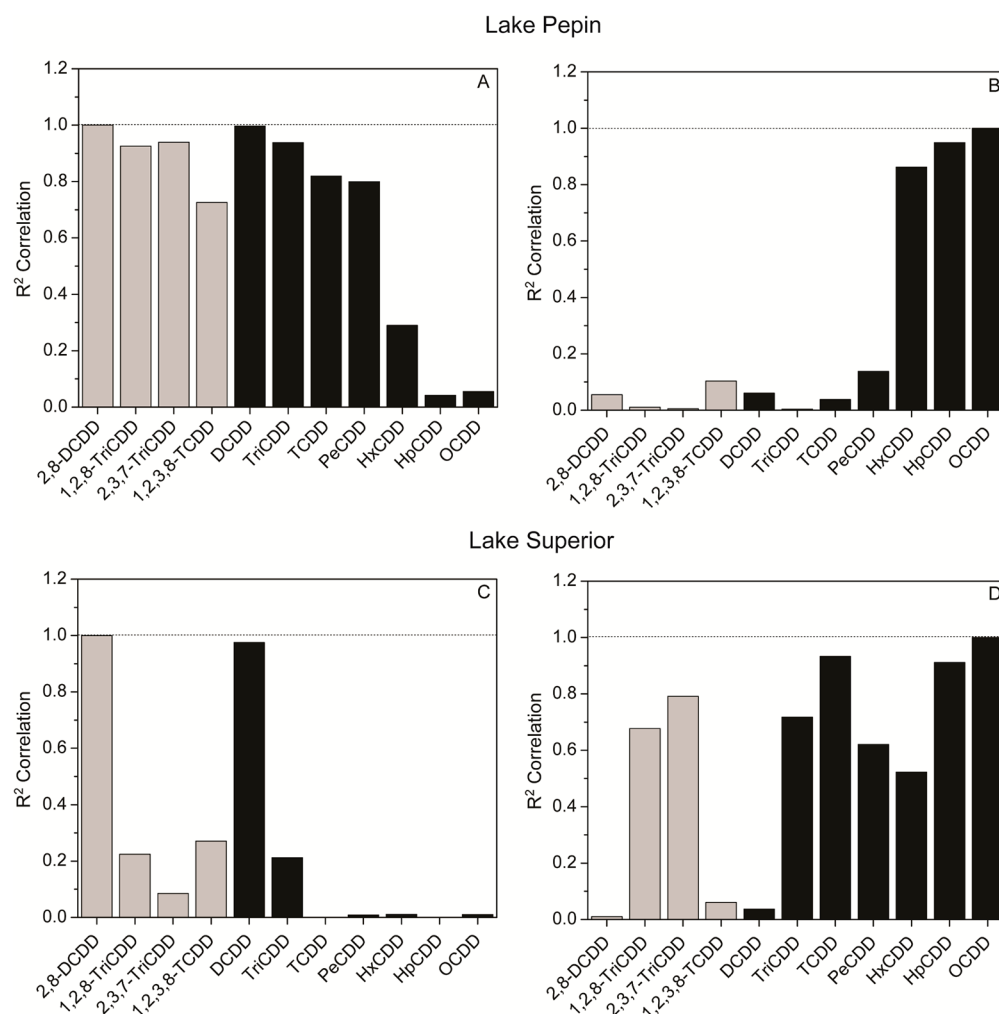 Lake Pepin
A
1.2
1.0
0.8
0.6
0.4
0.2
0.0
R² Correlation
2,8-DCDD
1,2,8-TriCDD
2,3,7-TriCDD
1,2,3,8-TCDD
DCDD
TriCDD
TCDD
PeCDD
HxCDD
HpCDD
OCDD
B
1.2
1.0
0.8
0.6
0.4
0.2
0.0
R² Correlation
2,8-DCDD
1,2,8-TriCDD
2,3,7-TriCDD
1,2,3,8-TCDD
DCDD
TriCDD
TCDD
PeCDD
HxCDD
HpCDD
OCDD
Lake Superior
C
1.2
1.0
0.8
0.6
0.4
0.2
0.0
R² Correlation
2,8-DCDD
1,2,8-TriCDD
2,3,7-TriCDD
1,2,3,8-TCDD
DCDD
TriCDD
TCDD
PeCDD
HxCDD
HpCDD
OCDD
D
1.2
1.0
0.8
0.6
0.4
0.2
0.0
R² Correlation
2,8-DCDD
1,2,8-TriCDD
2,3,7-TriCDD
1,2,3,8-TCDD
DCDD
TriCDD
TCDD
PeCDD
HxCDD
HpCDD
OCDD